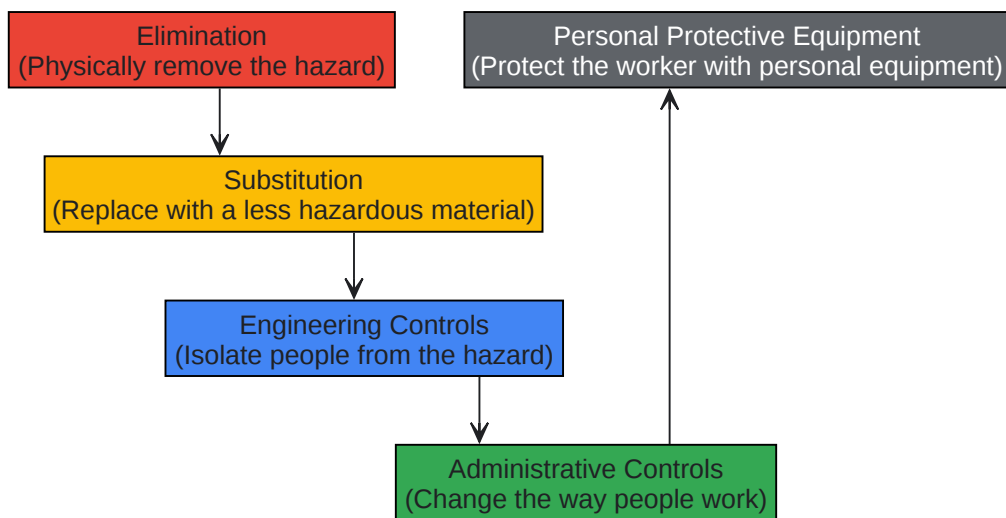 Elimination
(Physically remove the hazard)
Personal Protective Equipment
(Protect the worker with personal equipment)
Substitution
(Replace with a less hazardous material)
Engineering Controls
(Isolate people from the hazard)
Administrative Controls
(Change the way people work)